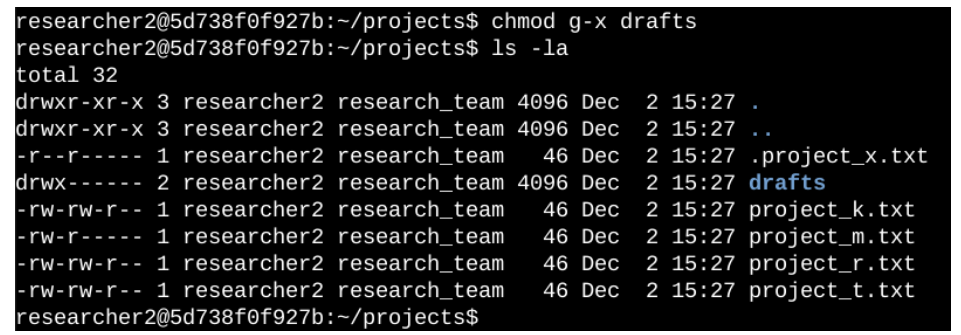 researcher2@5d738f0f927b:~/projects$ chmod g-x drafts
researcher2@5d738f0f927b:~/projects$ ls -la
total 32
drwxr-xr-x 3 researcher2 research_team 4096 Dec  2 15:27 .
drwxr-xr-x 3 researcher2 research_team 4096 Dec  2 15:27 ..
-r--r----- 1 researcher2 research_team   46 Dec  2 15:27 .project_x.txt
drwx------ 2 researcher2 research_team 4096 Dec  2 15:27 drafts
-rw-rw-r-- 1 researcher2 research_team   46 Dec  2 15:27 project_k.txt
-rw-r----- 1 researcher2 research_team   46 Dec  2 15:27 project_m.txt
-rw-rw-r-- 1 researcher2 research_team   46 Dec  2 15:27 project_r.txt
-rw-rw-r-- 1 researcher2 research_team   46 Dec  2 15:27 project_t.txt
researcher2@5d738f0f927b:~/projects$